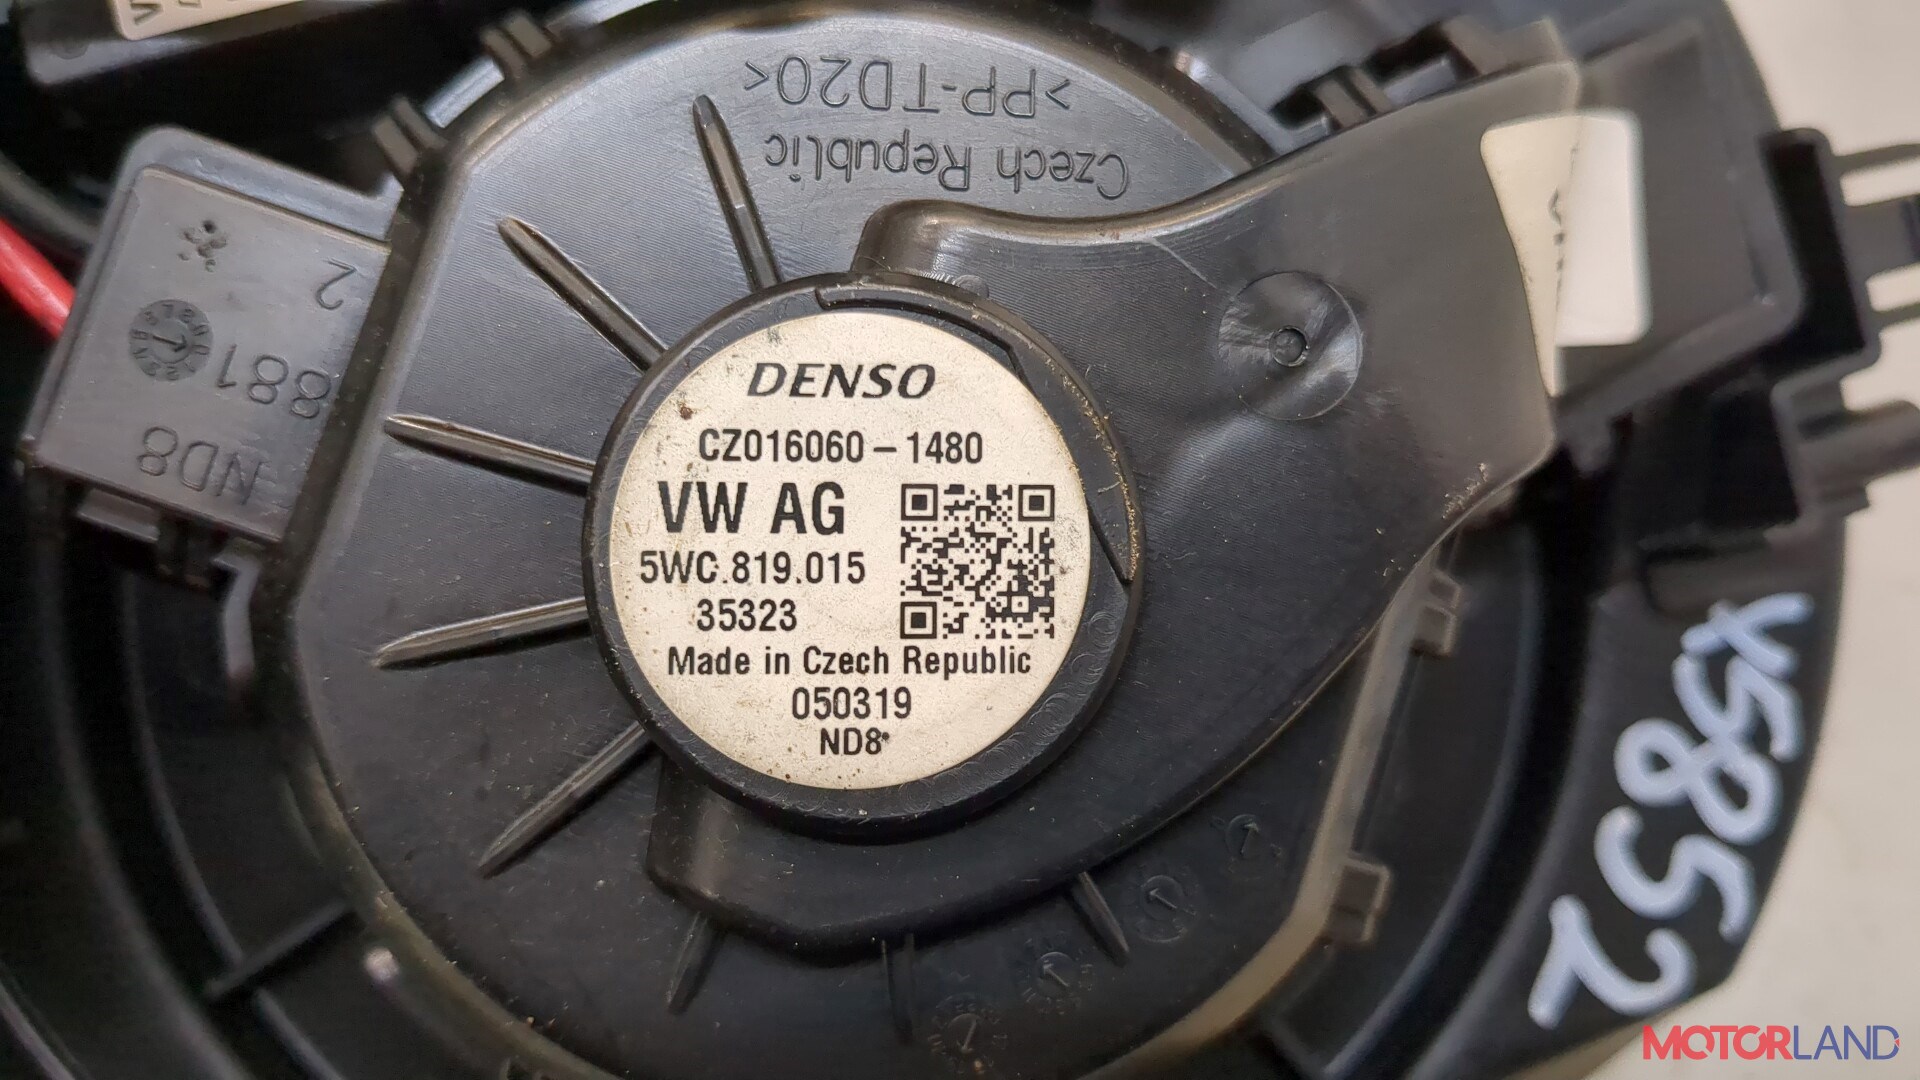 >PP-TD20<
Czech Republic
2
881
ND8
DENSO
CZ016060-1480
VW AG
5WC.819.015
35323
Made in Czech Republic
050319
ND8*
x5852
MOTORLAND